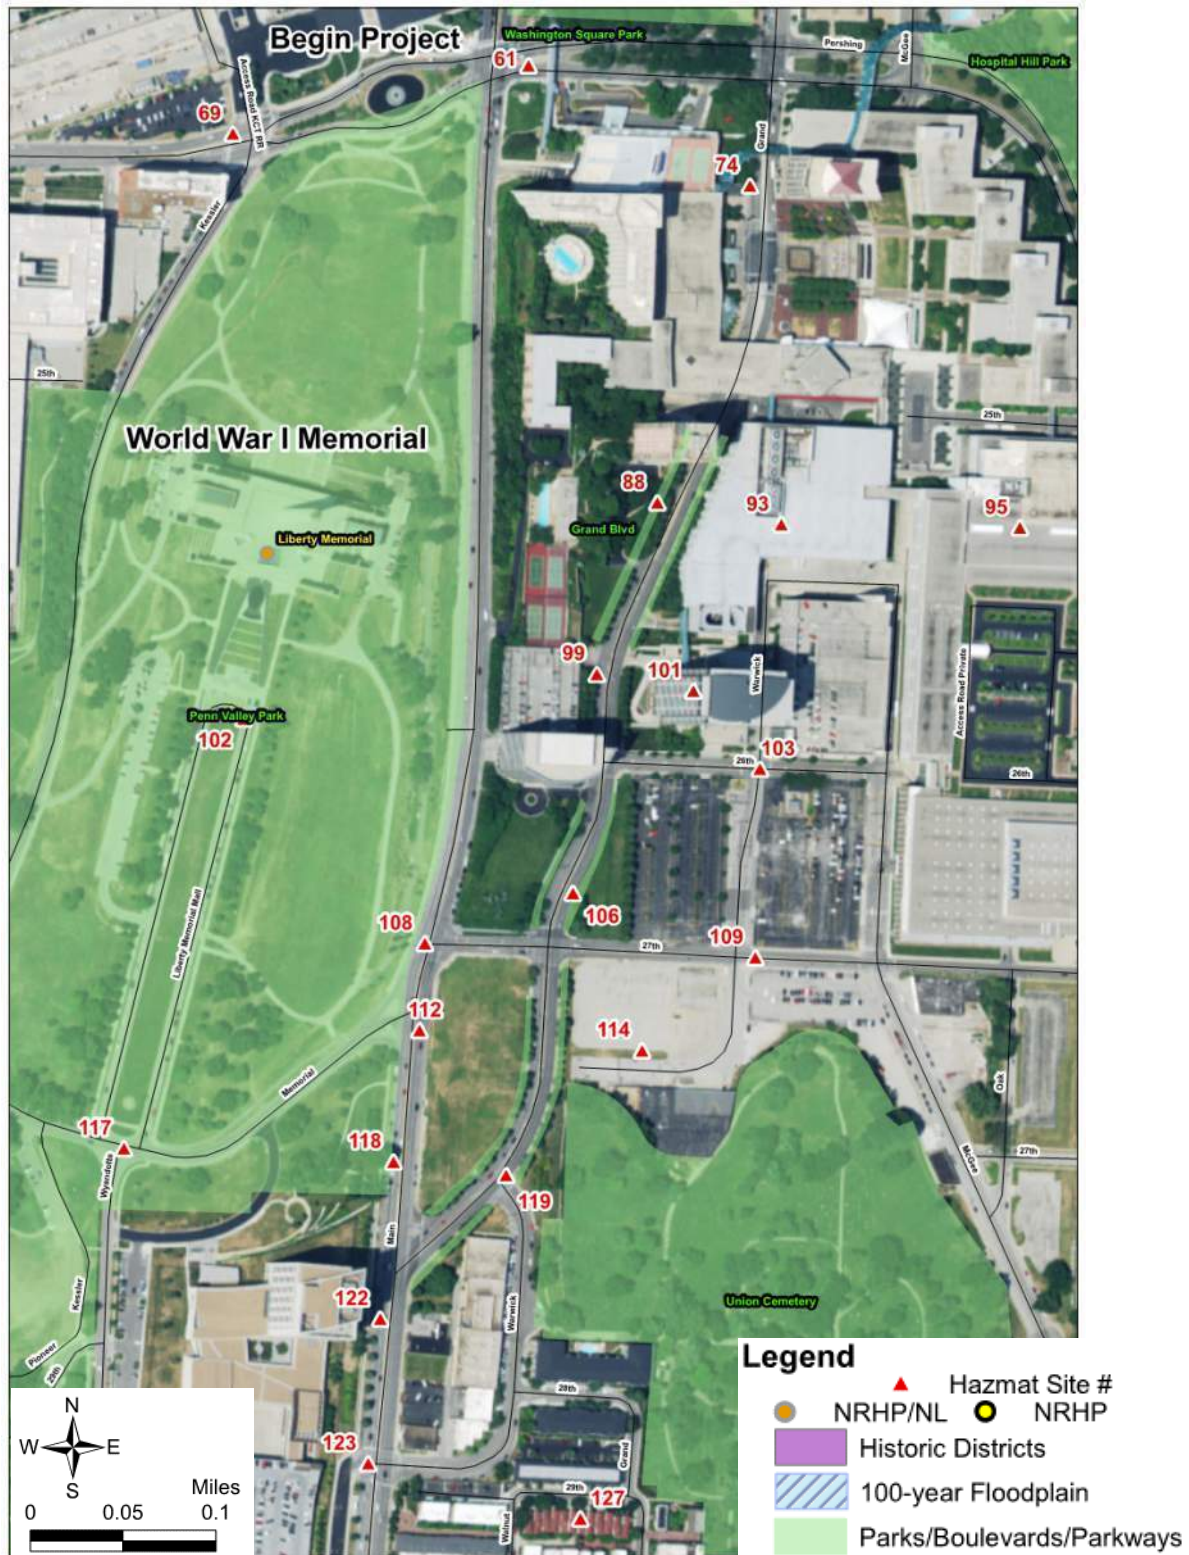 Begin Project
Washington Square Park
61
Pershing
McGee
Hospital Hill Park
Access Road KCT RR
69
Grand
74
Kessler
25th
25th
World War I Memorial
88
93
95
Grand Blvd
Liberty Memorial
99
101
Warwick
Access Road Private
Penn Valley Park
102
103
26th
26th
Liberty Memorial Mall
108
106
109
27th
112
114
Memorial
Oak
117
118
McGee
27th
Wyandotte
119
Main
Kessler
122
Warwick
Union Cemetery
Pioneer
29th
28th
Grand
123
29th
127
Walnut
N
W E
S
Miles
0 0.05 0.1
Legend
Hazmat Site #
NRHP/NL NRHP
Historic Districts
100-year Floodplain
Parks/Boulevards/Parkways